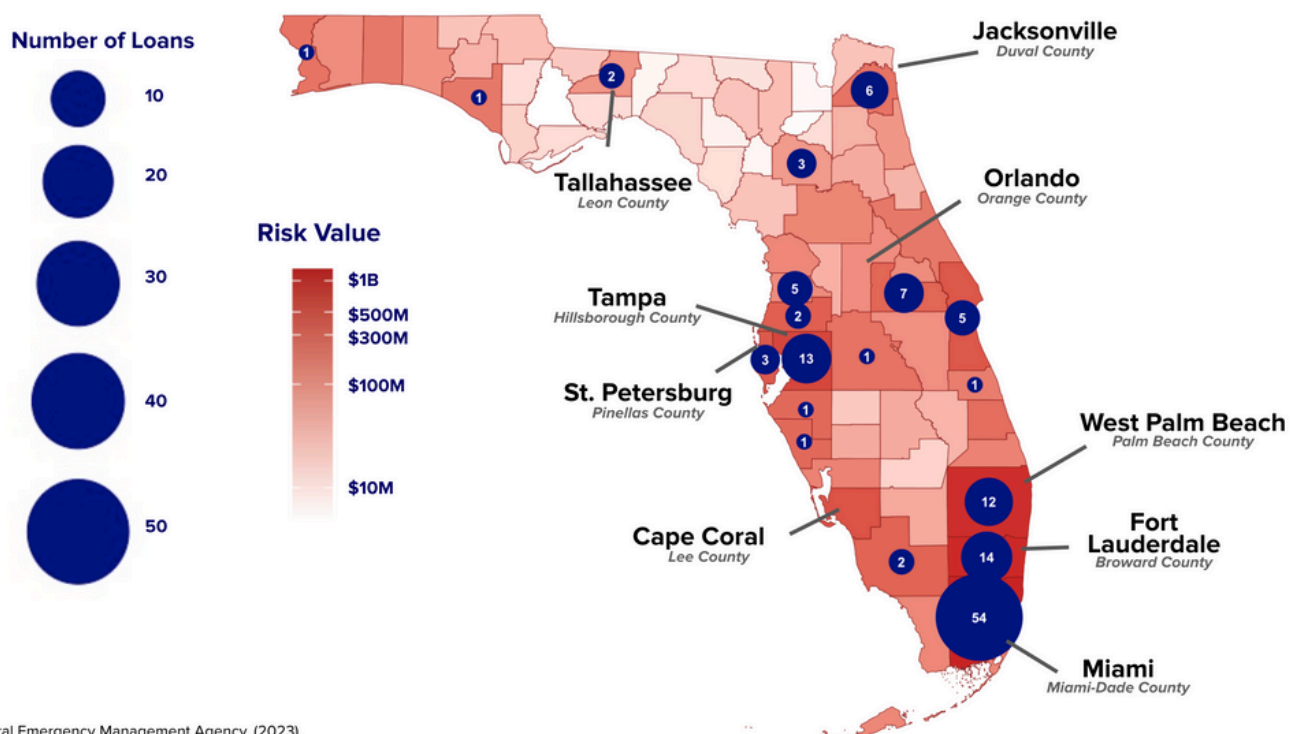 Number of Loans
10
20
30
40
50
Risk Value
$1B
$500M
$300M
$100M
$10M
1
1
2
6
3
5
2
7
5
3
13
1
1
1
1
12
14
2
54
Jacksonville
Duval County
Tallahassee
Leon County
Orlando
Orange County
Tampa
Hillsborough County
St. Petersburg
Pinellas County
West Palm Beach
Palm Beach County
Cape Coral
Lee County
Fort
Lauderdale
Broward County
Miami
Miami-Dade County
Emergency Management Agency. (2023)